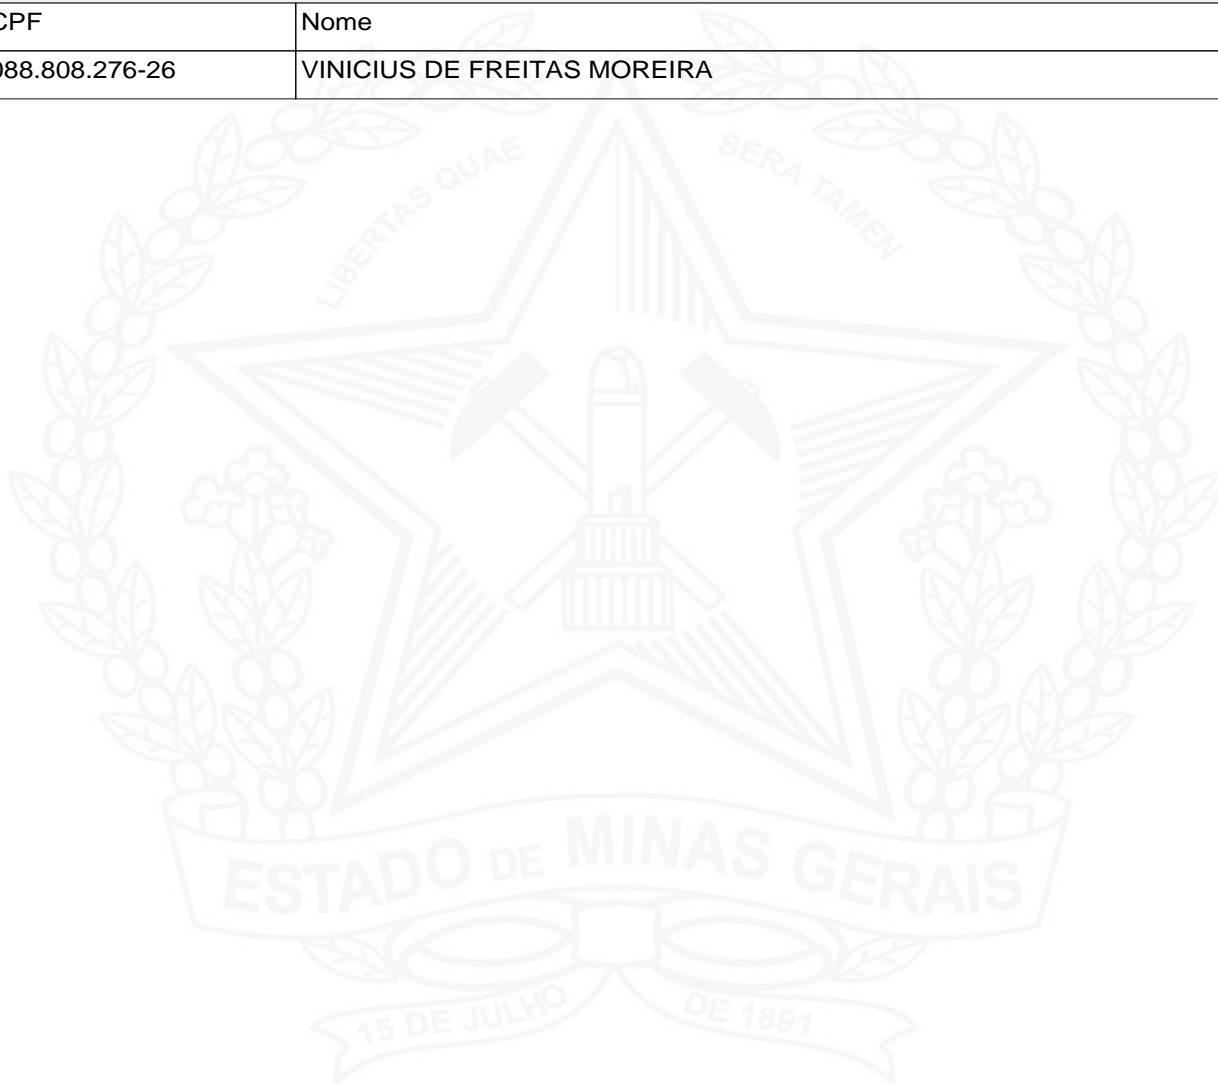 CPF Nome
088.808.276-26 VINICIUS DE FREITAS MOREIRA
LIBERTAS QUAE SERA TAMEN
ESTADO DE MINAS GERAIS
15 DE JULHO DE 1891